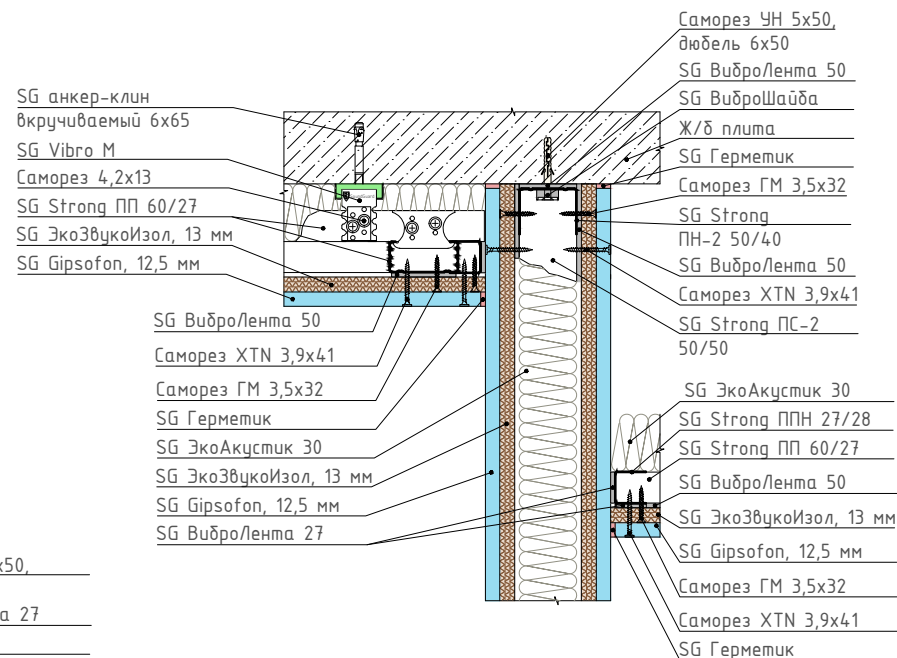 SG анкер-клин
вкручиваемый 6х65
SG Vibro M
Саморез 4,2х13
SG Strong ПП 60/27
SG ЭкоЗвукоИзол, 13 мм
SG Gipsofon, 12,5 мм
SG ВиброЛента 50
Саморез XTN 3,9х41
Саморез ГМ 3,5х32
SG Герметик
SG ЭкоАкустик 30
SG ЭкоЗвукоИзол, 13 мм
SG Gipsofon, 12,5 мм
SG ВиброЛента 27
х50,
а 27
Саморез УН 5х50,
дюбель 6х50
SG ВиброЛента 50
SG ВиброШайба
Ж/б плита
SG Герметик
Саморез ГМ 3,5х32
SG Strong
ПН-2 50/40
SG ВиброЛента 50
Саморез XTN 3,9х41
SG Strong ПС-2
50/50
SG ЭкоАкустик 30
SG Strong ППН 27/28
SG Strong ПП 60/27
SG ВиброЛента 50
SG ЭкоЗвукоИзол, 13 мм
SG Gipsofon, 12,5 мм
Саморез ГМ 3,5х32
Саморез XTN 3,9х41
SG Герметик